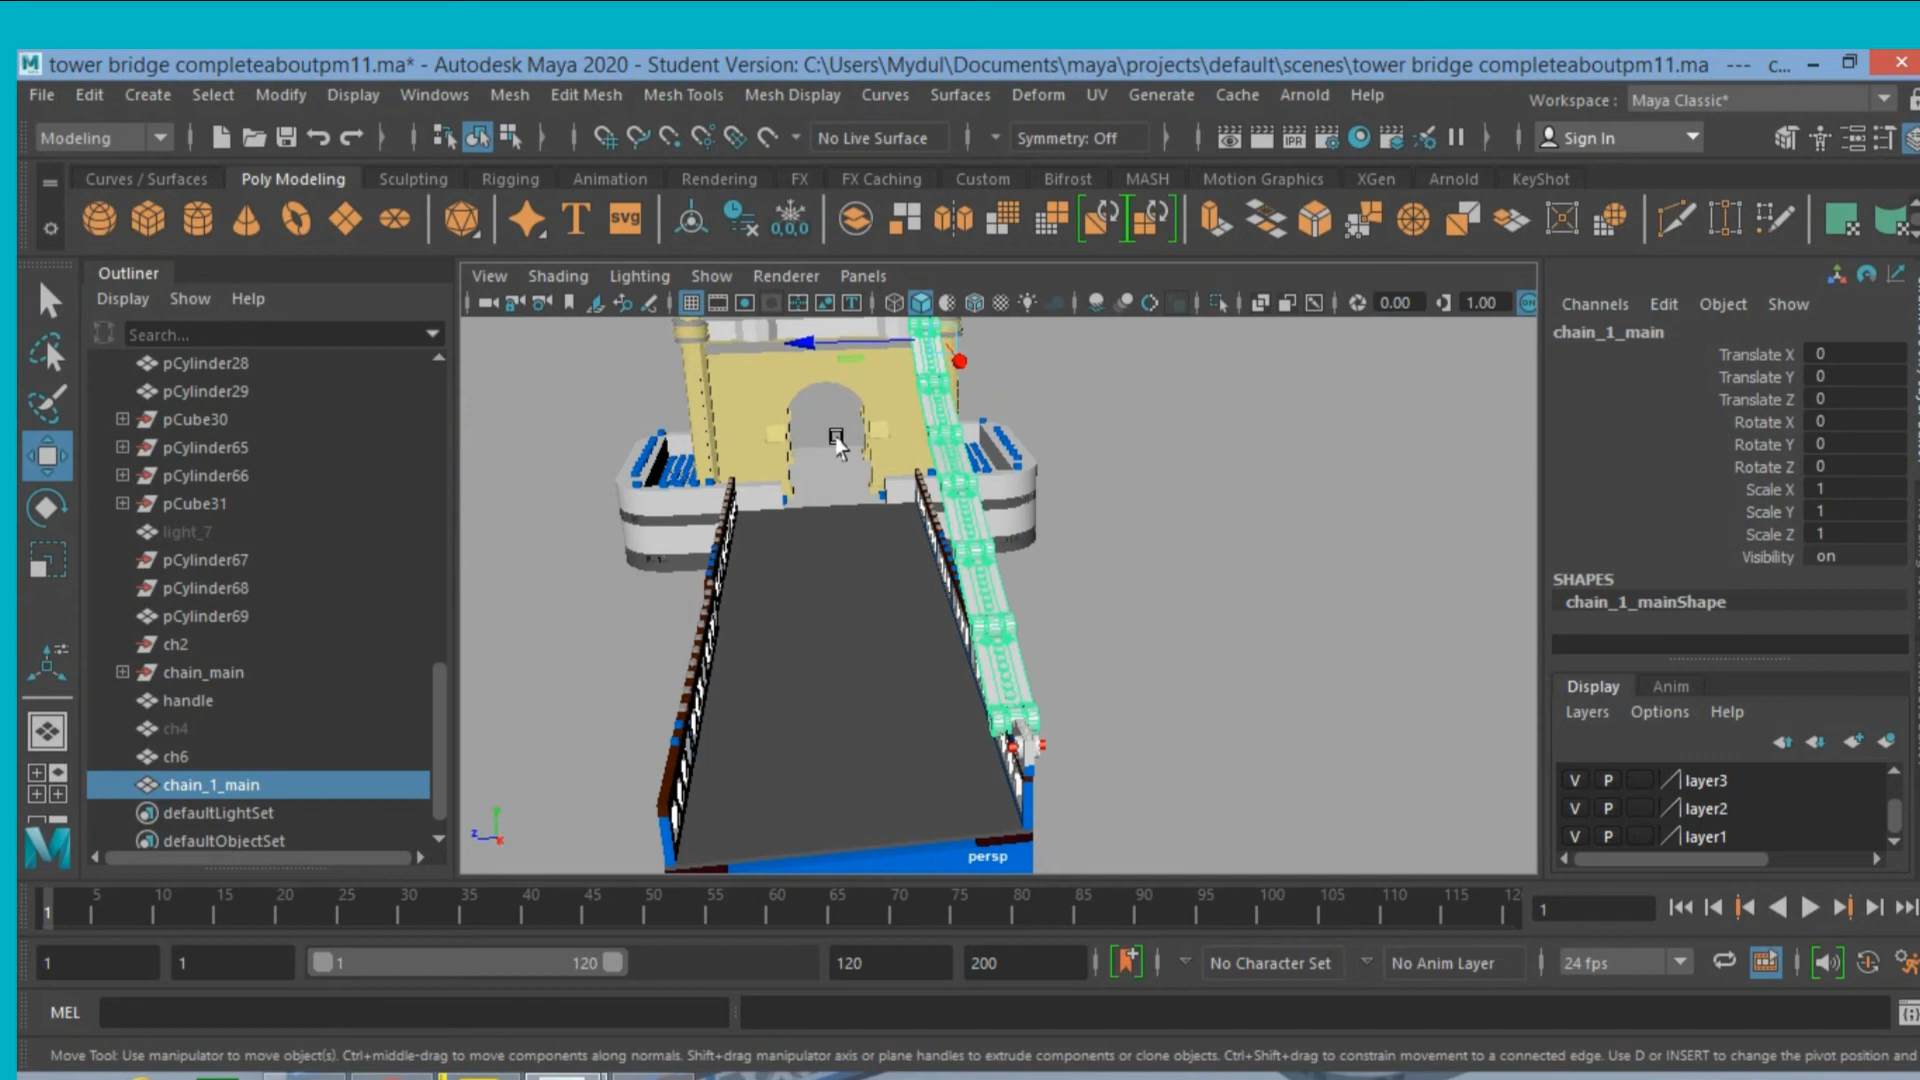 tower bridge completeaboutpm11.ma* - Autodesk Maya 2020 - Student Version: C:\Users\Mydul\Documents\maya\projects\default\scenes\tower bridge completeaboutpm11.ma --- c...
File Edit Create Select Modify Display Windows Mesh Edit Mesh Mesh Tools Mesh Display Curves Surfaces Deform UV Generate Cache Arnold Help Workspace : Maya Classic*
Modeling No Live Surface Symmetry: Off IPR Sign In
Curves / Surfaces Poly Modeling Sculpting Rigging Animation Rendering FX FX Caching Custom Bifrost MASH Motion Graphics XGen Arnold KeyShot
T svg 0,0,0
Outliner
Display Show Help
Search...
pCylinder28
pCylinder29
pCube30
pCylinder65
pCylinder66
pCube31
light_7
pCylinder67
pCylinder68
pCylinder69
ch2
chain_main
handle
ch4
ch6
chain_1_main
defaultLightSet
defaultObjectSet
View Shading Lighting Show Renderer Panels
0.00 1.00 ON
z x
persp
Channels Edit Object Show
chain_1_main
Translate X 0
Translate Y 0
Translate Z 0
Rotate X 0
Rotate Y 0
Rotate Z 0
Scale X 1
Scale Y 1
Scale Z 1
Visibility on
SHAPES
chain_1_mainShape
Display Anim
Layers Options Help
V P layer3
V P layer2
V P layer1
1 5 10 15 20 25 30 35 40 45 50 55 60 65 70 75 80 85 90 95 100 105 110 115 12
1
1 1 1 120 120 200 No Character Set No Anim Layer 24 fps
MEL
Move Tool: Use manipulator to move object(s). Ctrl+middle-drag to move components along normals. Shift+drag manipulator axis or plane handles to extrude components or clone objects. Ctrl+Shift+drag to constrain movement to a connected edge. Use D or INSERT to change the pivot position and